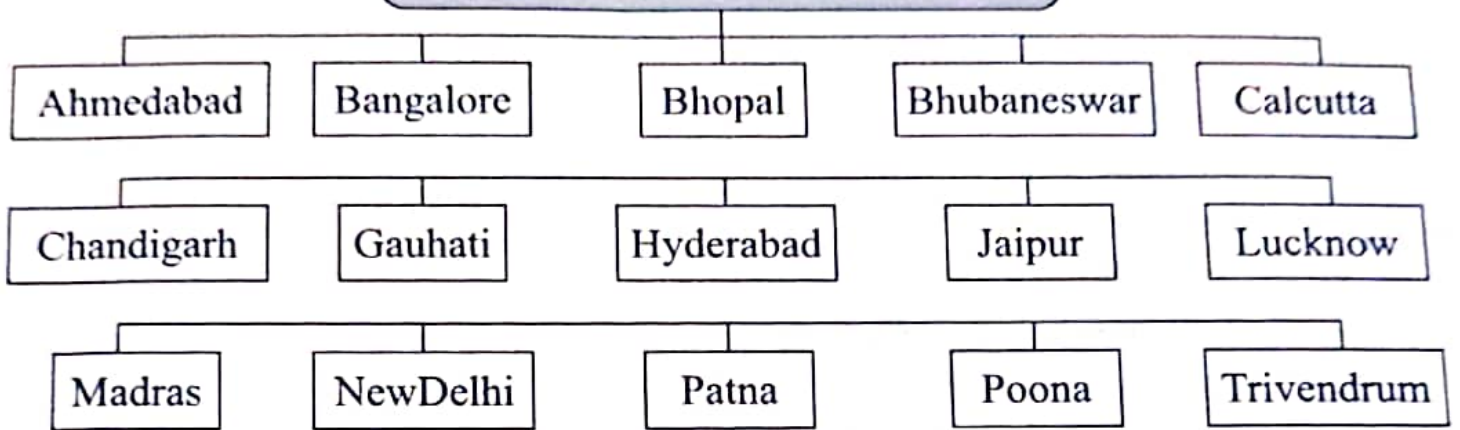 Ahmedabad Bangalore Bhopal Bhubaneswar Calcutta
Chandigarh Gauhati Hyderabad Jaipur Lucknow
Madras NewDelhi Patna Poona Trivendrum